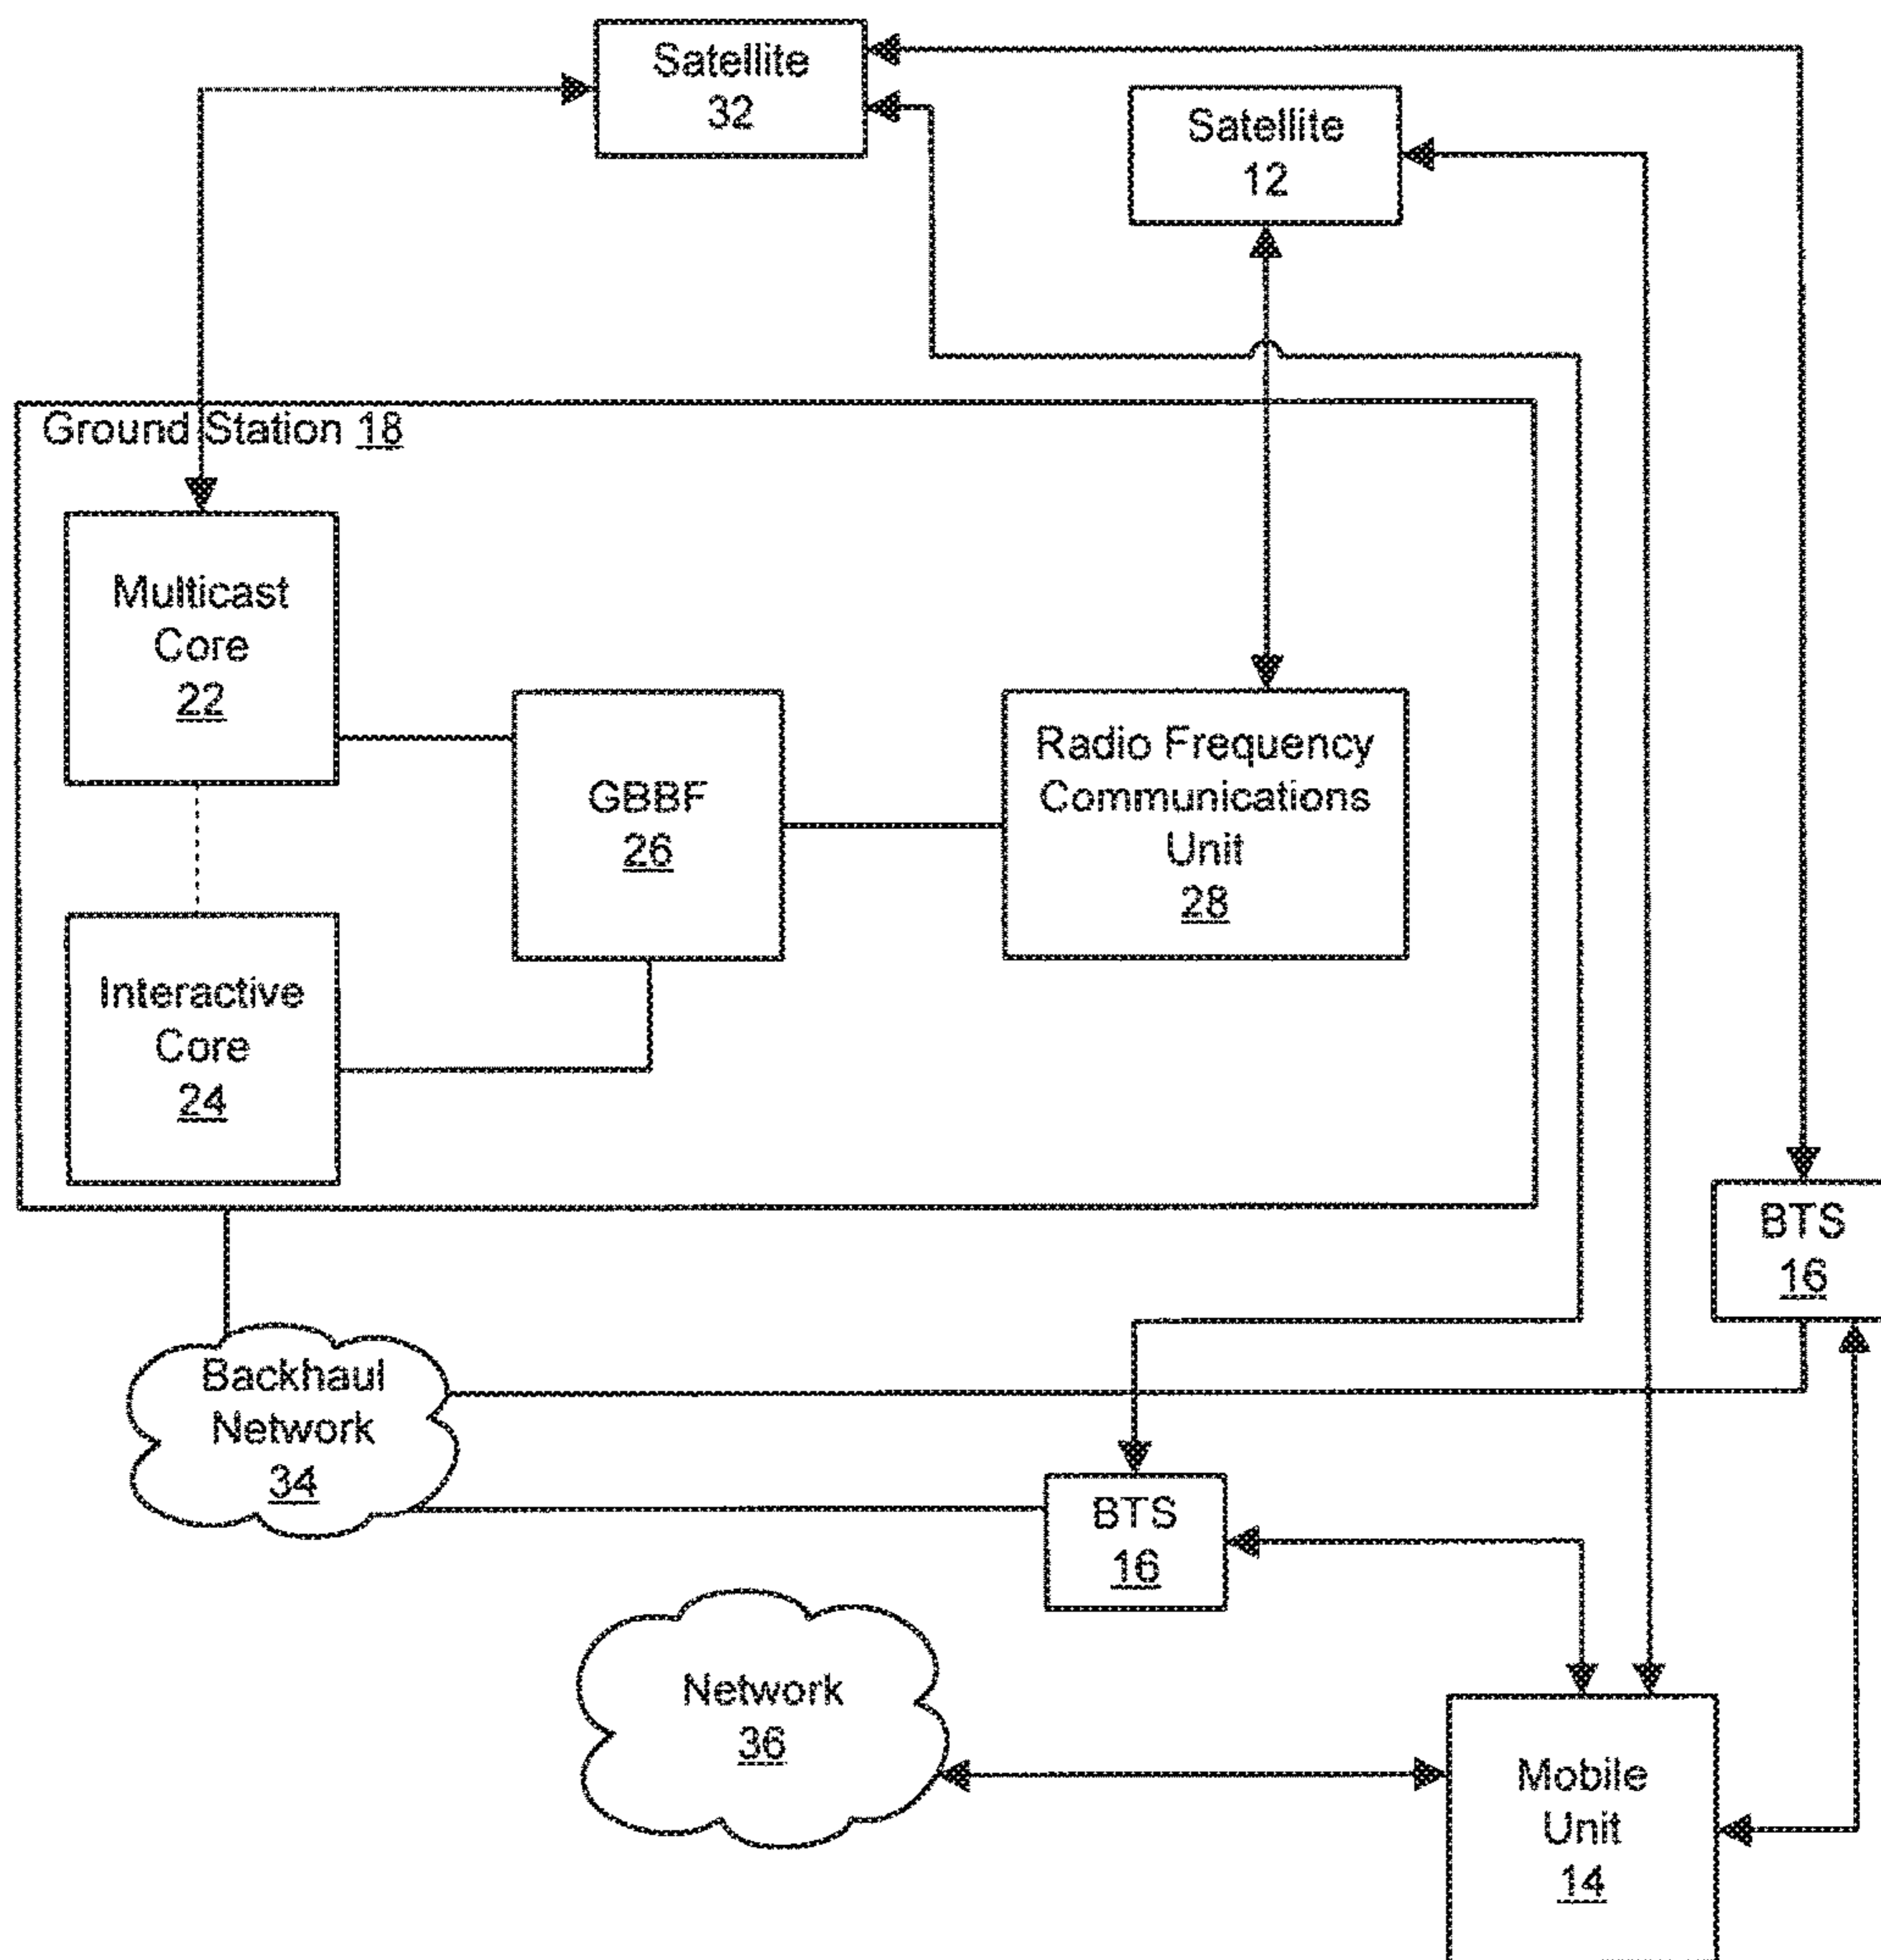 Satellite
32
Satellite
12
Ground Station 18
Multicast
Core
22
GBBF
26
Radio Frequency
Communications
Unit
28
Interactive
Core
24
BTS
16
Backhaul
Network
34
BTS
16
Network
36
Mobile
Unit
14